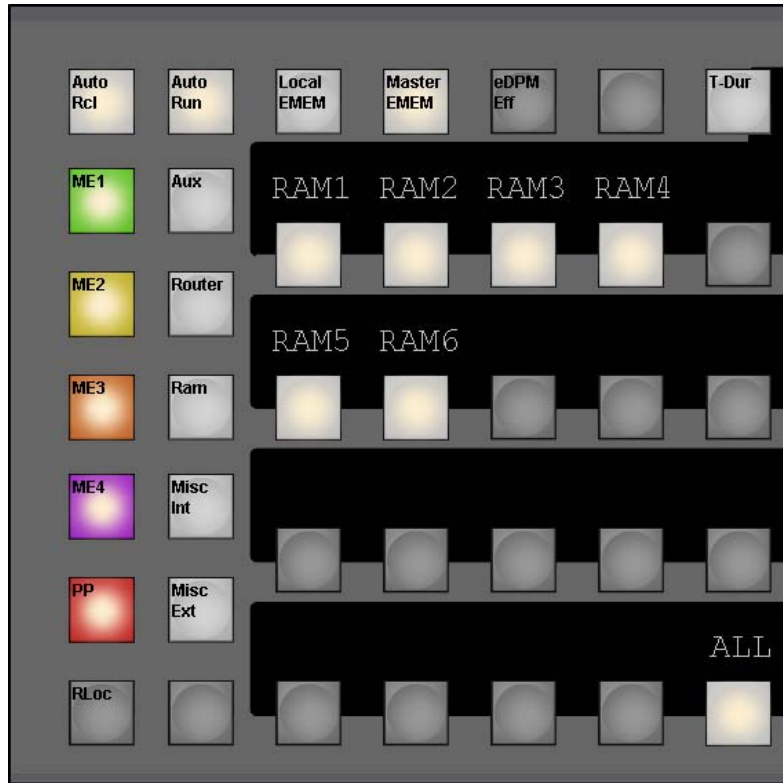 Auto
Rcl
Auto
Run
Local
EMEM
Master
EMEM
eDPM
Eff
T-Dur
ME1
Aux
RAM1 RAM2 RAM3 RAM4
ME2
Router
RAM5 RAM6
ME3
Ram
ME4
Misc
Int
PP
Misc
Ext
ALL
RLoc